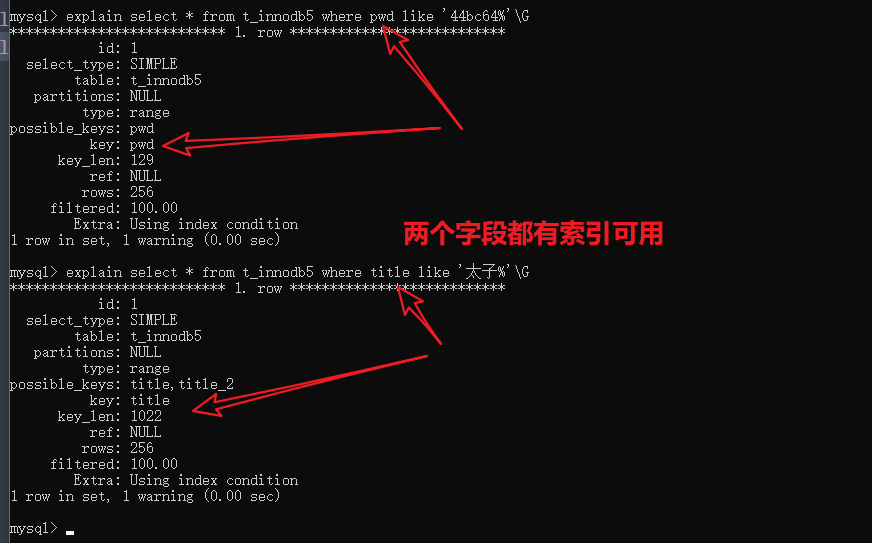 mysql> explain select * from t_innodb5 where pwd like '44bc64%'\G
*************************** 1. row ***************************
id: 1
select_type: SIMPLE
table: t_innodb5
partitions: NULL
type: range
possible_keys: pwd
key: pwd
key_len: 129
ref: NULL
rows: 256
filtered: 100.00
Extra: Using index condition
1 row in set, 1 warning (0.00 sec)
两个字段都有索引可用
mysql> explain select * from t_innodb5 where title like '太子%'\G
*************************** 1. row ***************************
id: 1
select_type: SIMPLE
table: t_innodb5
partitions: NULL
type: range
possible_keys: title,title_2
key: title
key_len: 1022
ref: NULL
rows: 256
filtered: 100.00
Extra: Using index condition
1 row in set, 1 warning (0.00 sec)
mysql>